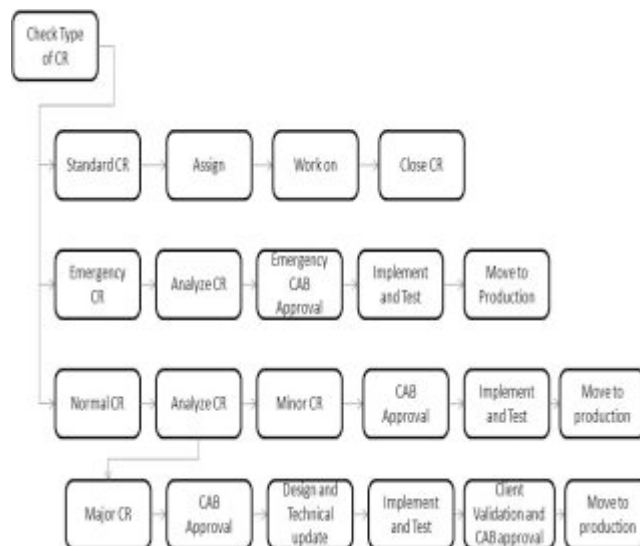 Check Type
of CR
Standard CR
Assign
Work on
Close CR
Emergency
CR
Analyze CR
Emergency
CAB
Approval
Implement
and Test
Move to
Production
Normal CR
Analyze CR
Minor CR
CAB
Approval
Implement
and Test
Move to
production
Major CR
CAB
Approval
Design and
Technical
update
Implement
and Test
Client
Validation and
CAB approval
Move to
production